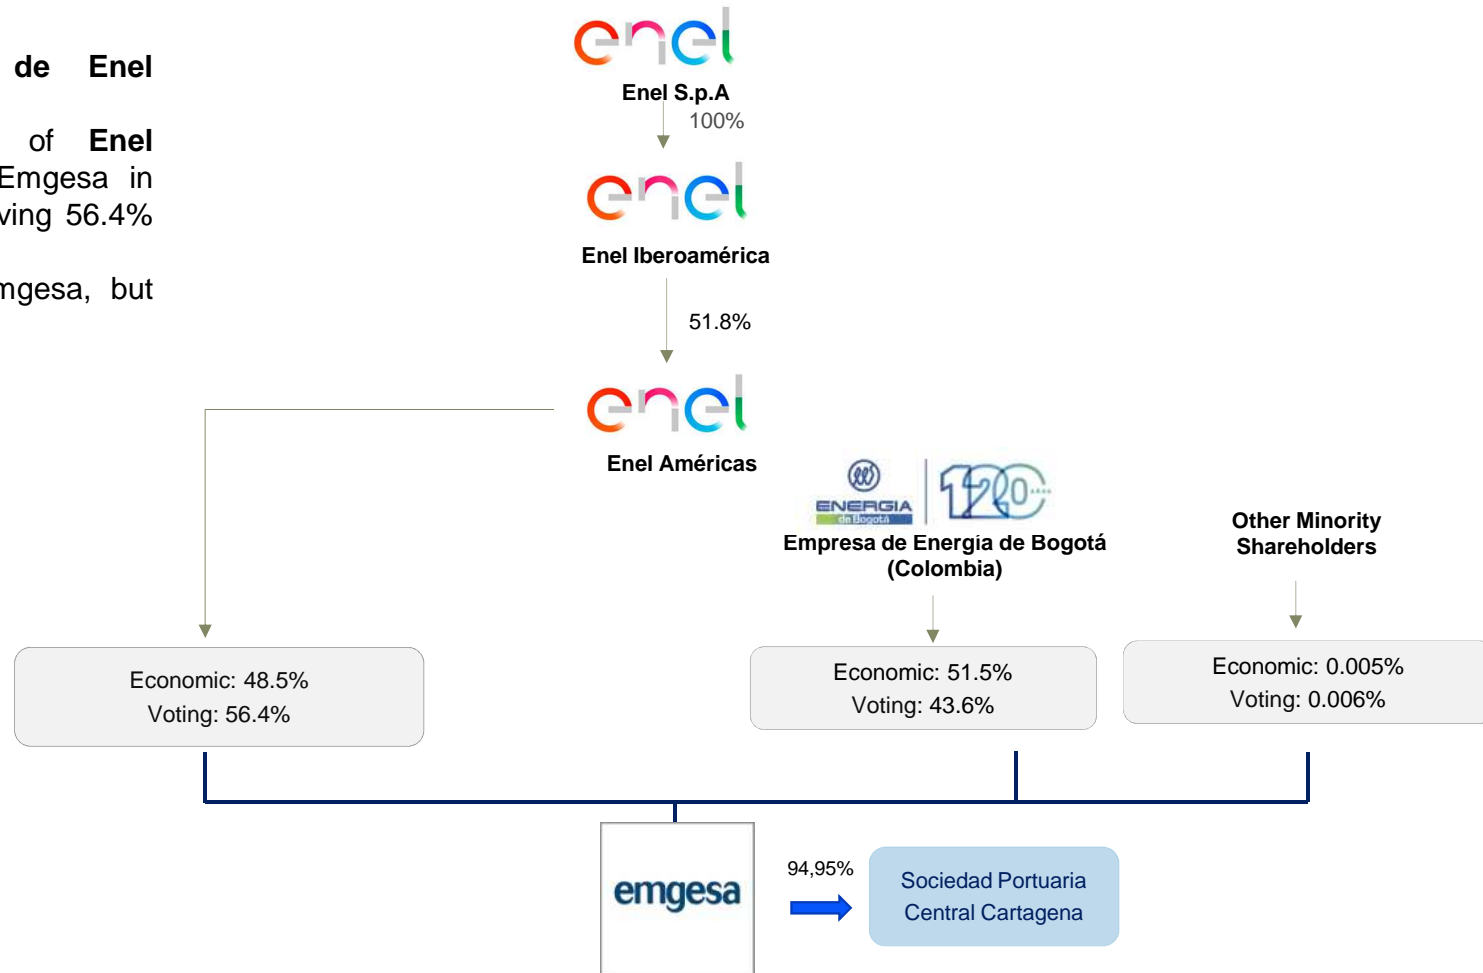 de Enel
of Enel
Emgesa in
ving 56.4%
mgesa, but
enel
Enel S.p.A
100%
enel
Enel Iberoamérica
51.8%
enel
Enel Américas
ENERGIA
de Bogotá
120
Empresa de Energía de Bogotá
(Colombia)
Other Minority
Shareholders
Economic: 48.5%
Voting: 56.4%
Economic: 51.5%
Voting: 43.6%
Economic: 0.005%
Voting: 0.006%
emgesa
94,95%
Sociedad Portuaria
Central Cartagena